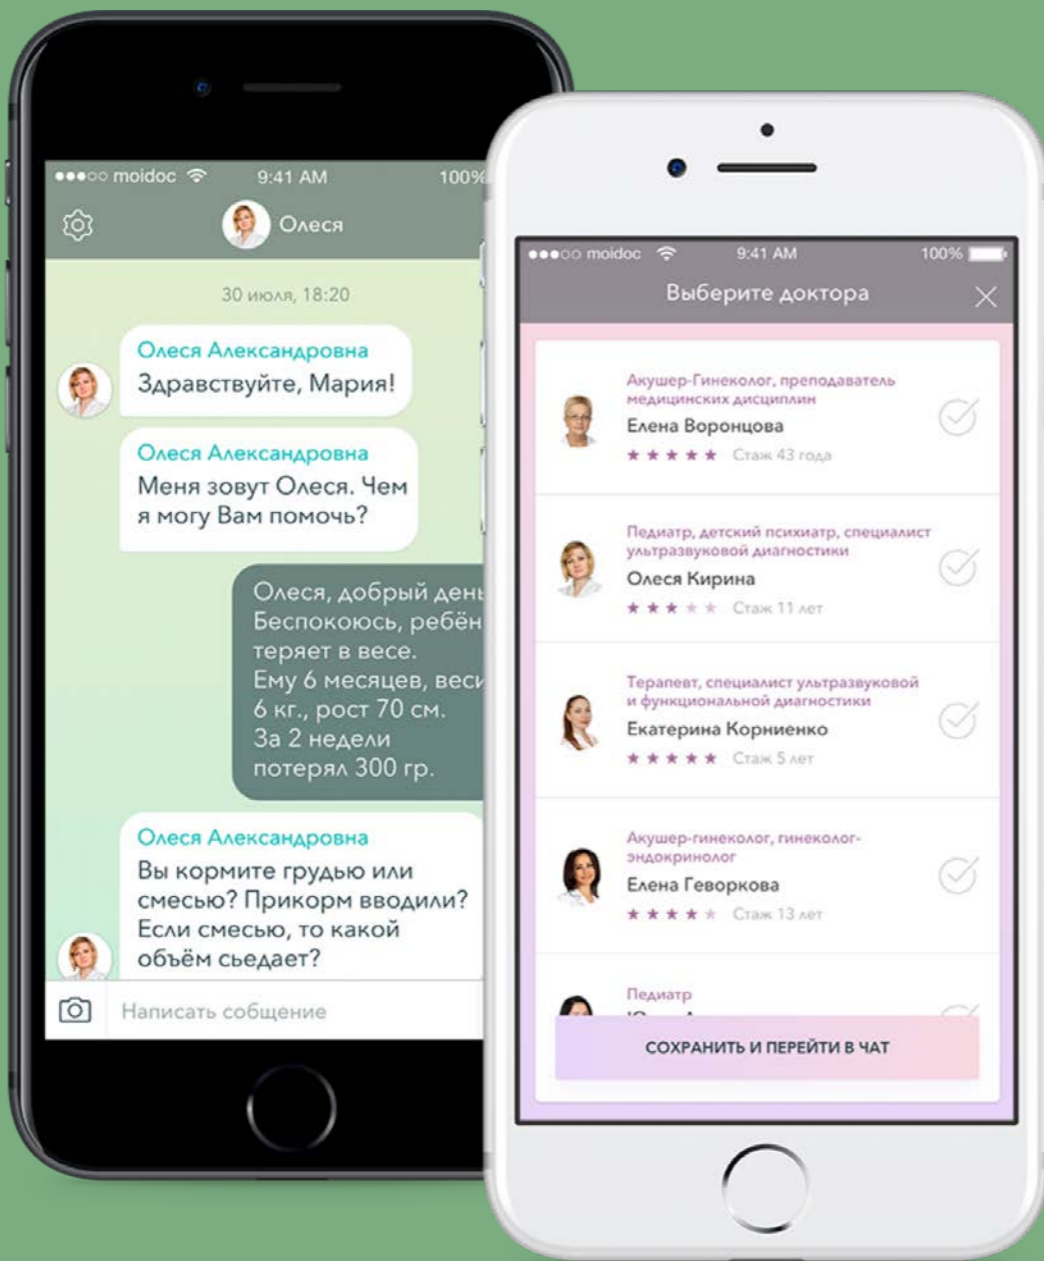 moidoc 9:41 AM 100%
Олеся
30 июля, 18:20
Олеся Александровна
Здравствуйте, Мария!
Олеся Александровна
Меня зовут Олеся. Чем
я могу Вам помочь?
Олеся, добрый день
Беспокоюсь,
теряет в весе.
Ему 6 месяцев,
6 кг., рост 70 см.
За 2 недели
потерял 300 гр.
Олеся Александровна
Вы кормите грудью или
смесью? Прикорм вводили?
Если смесью, то какой
объём сьедает?
Написать собщение
moidoc 9:41 AM 100%
Выберите доктора
Акушер-Гинеколог, преподаватель
медицинских дисциплин
Елена Воронцова
Стаж 43 года
Педиатр, детский психиатр, специалист
ультразвуковой диагностики
Олеся Кирина
Стаж 11 лет
Терапевт, специалист ультразвуковой
и функциональной диагностики
Екатерина Корниенко
Стаж 5 лет
Акушер-гинеколог, гинеколог-
эндокринолог
Елена Геворкова
Стаж 13 лет
Педиатр
СОХРАНИТЬ И ПЕРЕЙТИ В ЧАТ